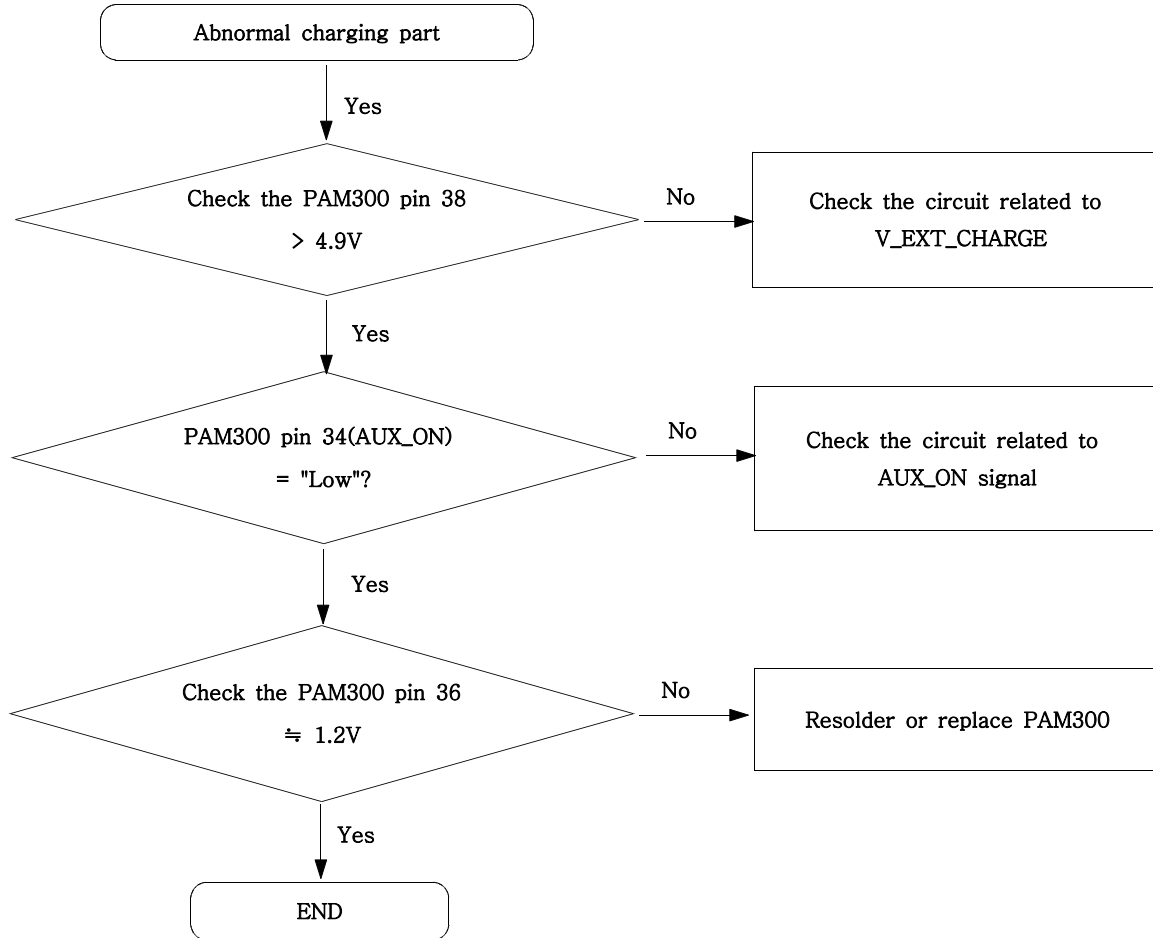 Abnormal charging part
Yes
Check the PAM300 pin 38
> 4.9V
No
Check the circuit related to
V_EXT_CHARGE
Yes
PAM300 pin 34(AUX_ON)
= "Low"?
No
Check the circuit related to
AUX_ON signal
Yes
Check the PAM300 pin 36
≒ 1.2V
No
Resolder or replace PAM300
Yes
END